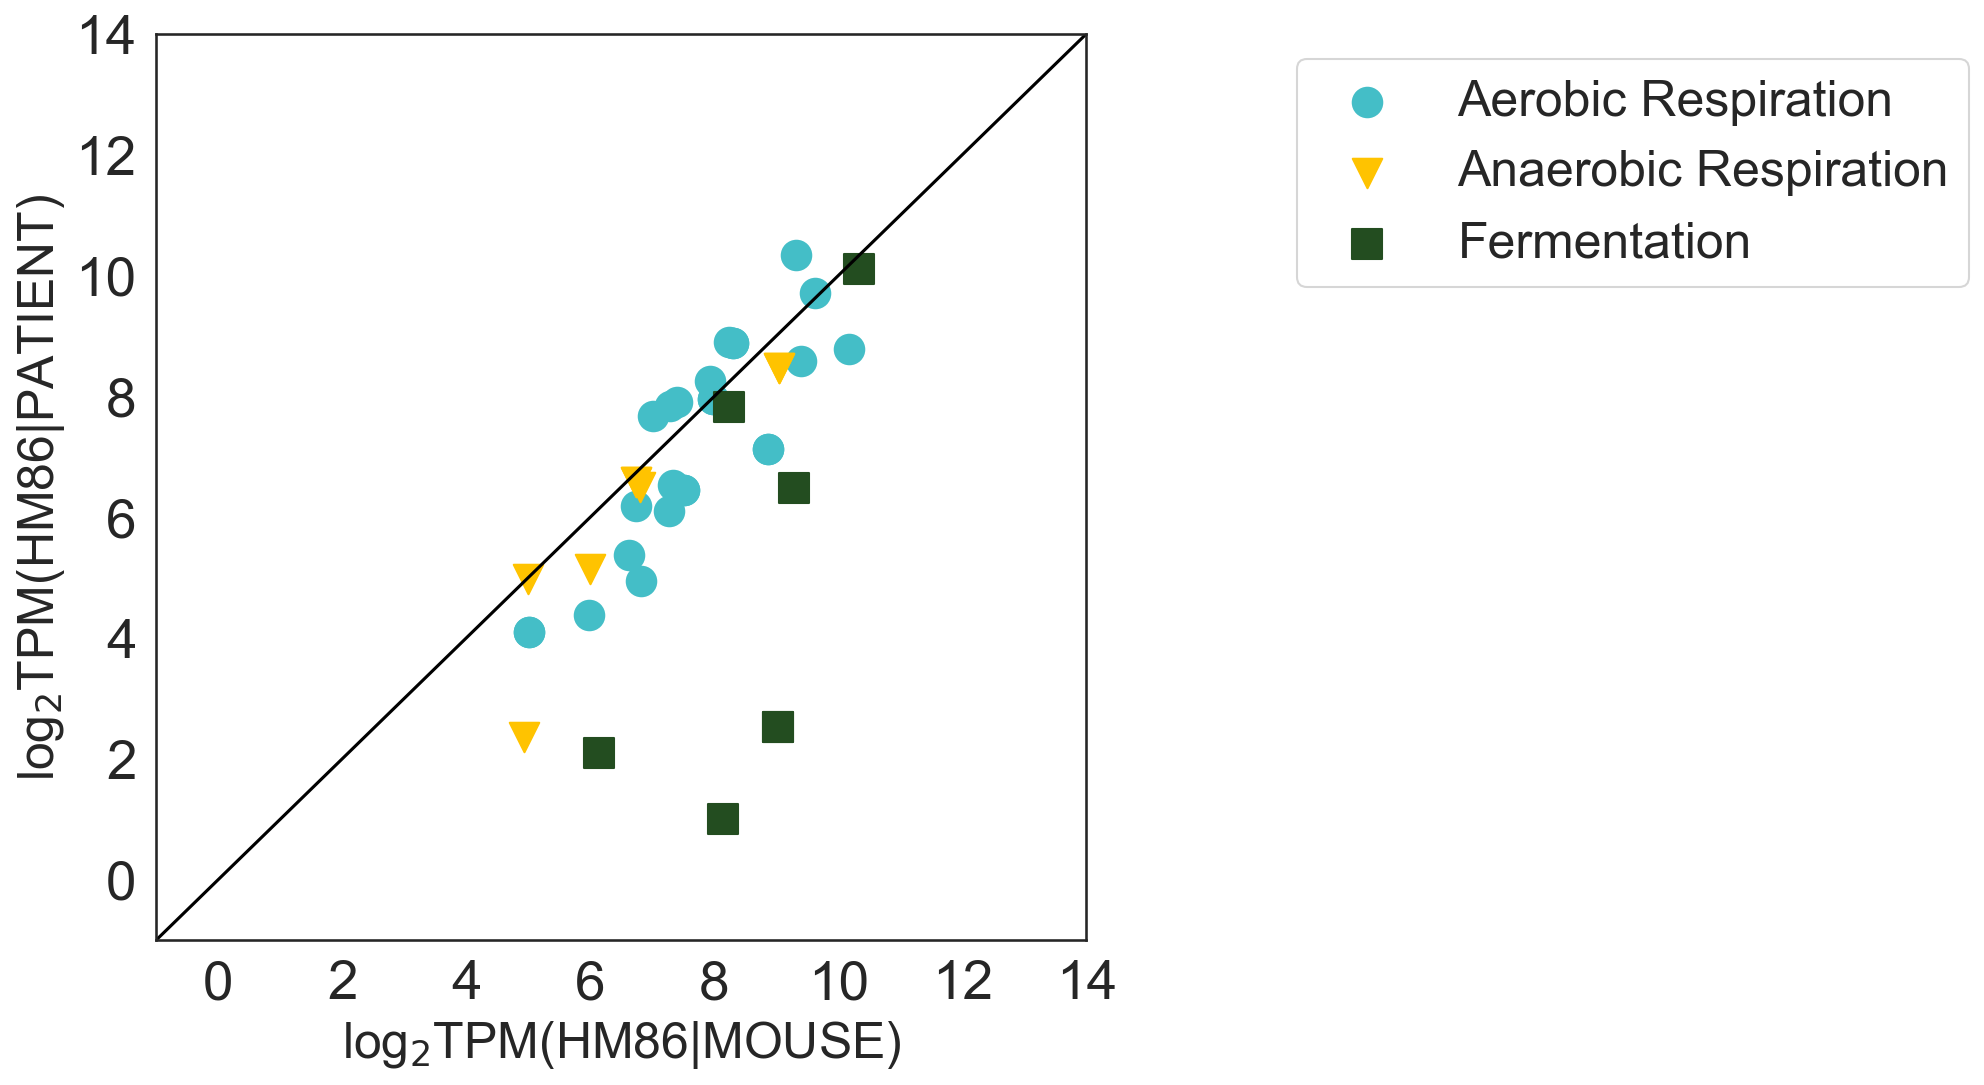 14
12
10
8
6
4
2
0
log₂TPM(HM86|PATIENT)
0 2 4 6 8 10 12 14
log₂TPM(HM86|MOUSE)
Aerobic Respiration
Anaerobic Respiration
Fermentation